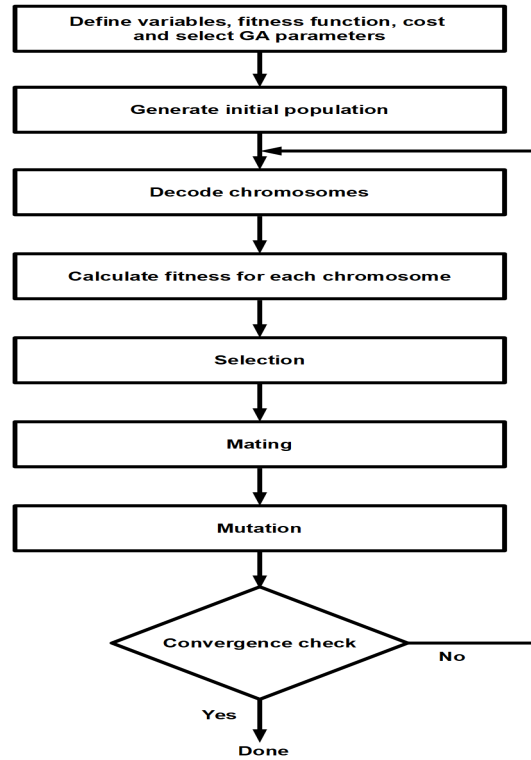 Define variables, fitness function, cost
and select GA parameters
Generate initial population
Decode chromosomes
Calculate fitness for each chromosome
Selection
Mating
Mutation
Convergence check
No
Yes
Done